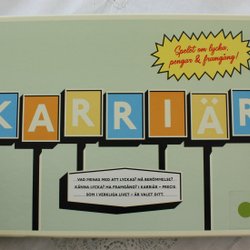 Spelet om lycka,
pengar & framgång!
KARRIÄR
VAD MENAS MED ATT LYCKAS? NÅ BERÖMMELSE?
KÄNNA LYCKA? HA FRAMGÅNG? I KARRIÄR – PRECIS
SOM I VERKLIGA LIVET – ÄR VALET DITT.